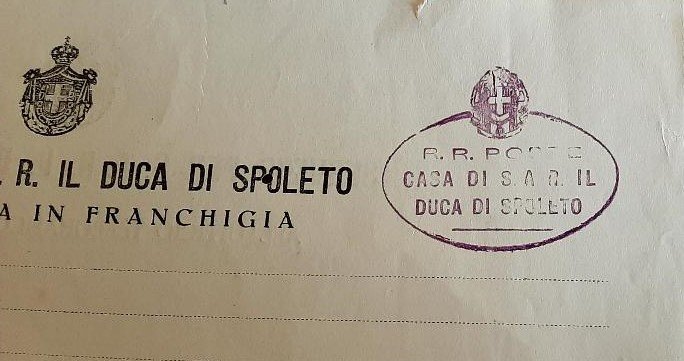 . R. IL DUCA DI SPOLETO
A IN FRANCHIGIA
R. R. POSTE
CASA DI S. A. R. IL
DUCA DI SPOLETO